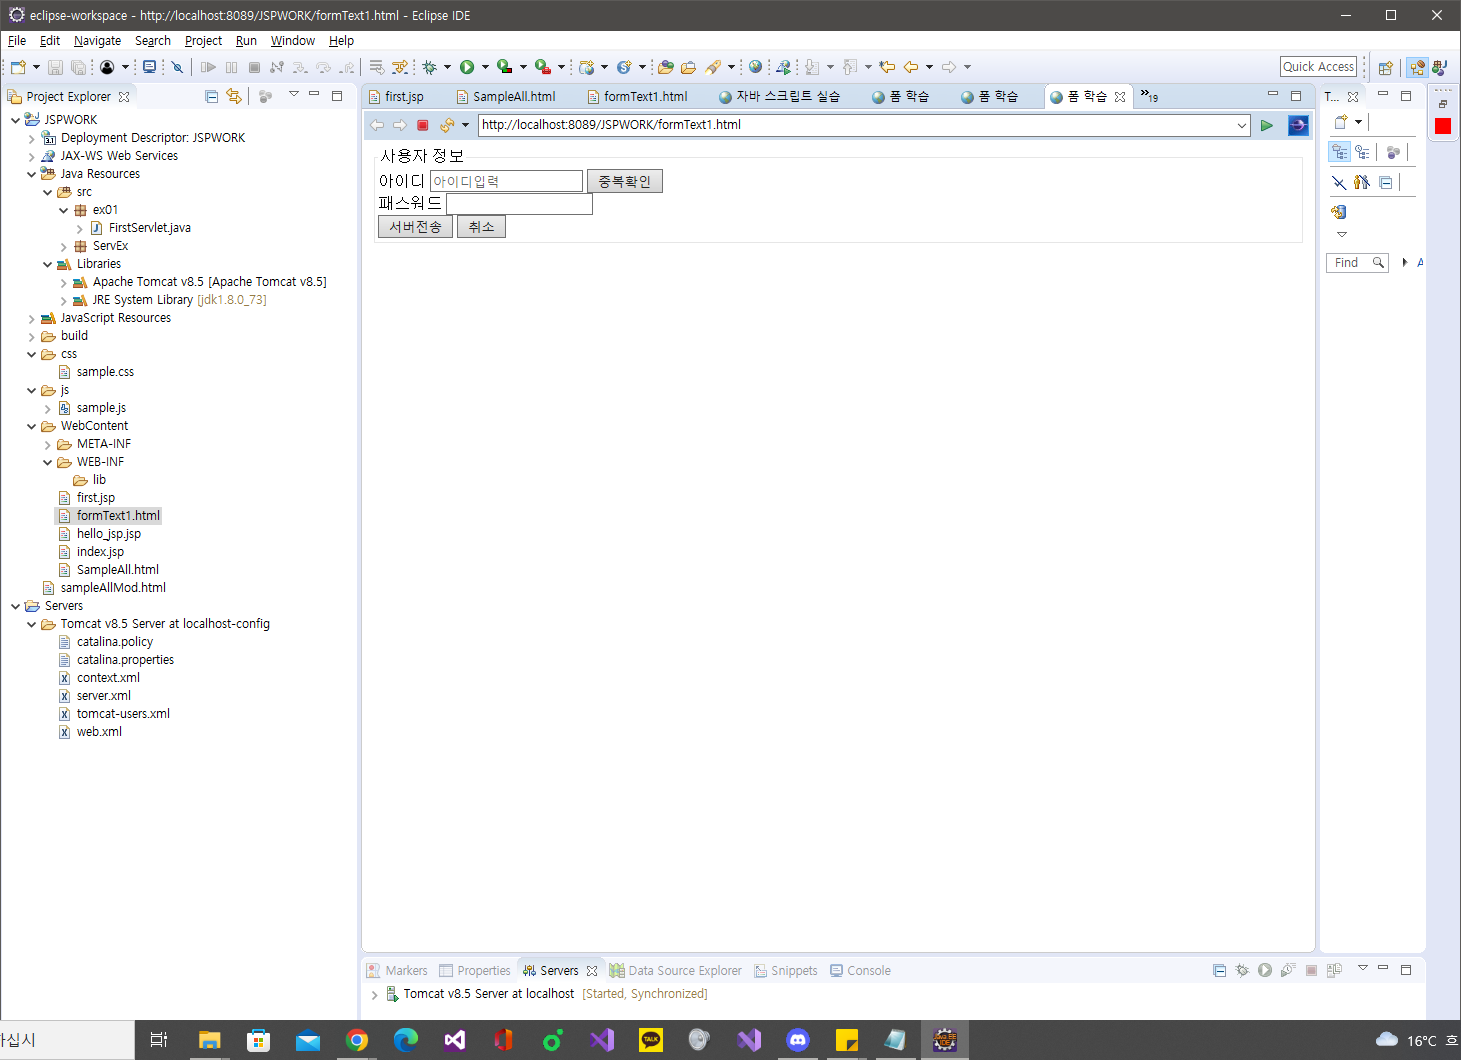 eclipse-workspace - http://localhost:8089/JSPWORK/formText1.html - Eclipse IDE
File Edit Navigate Search Project Run Window Help
Quick Access
Project Explorer
first.jsp SampleAll.html formText1.html 자바 스크립트 실습 폼 학습 폼 학습 폼 학습 »19
T...
http://localhost:8089/JSPWORK/formText1.html
사용자 정보
아이디 아이디입력 중복확인
패스워드
서버전송 취소
JSPWORK
Deployment Descriptor: JSPWORK
JAX-WS Web Services
Java Resources
src
ex01
FirstServlet.java
ServEx
Libraries
Apache Tomcat v8.5 [Apache Tomcat v8.5]
JRE System Library [jdk1.8.0_73]
JavaScript Resources
build
css
sample.css
js
sample.js
WebContent
META-INF
WEB-INF
lib
first.jsp
formText1.html
hello_jsp.jsp
index.jsp
SampleAll.html
sampleAllMod.html
Servers
Tomcat v8.5 Server at localhost-config
catalina.policy
catalina.properties
context.xml
server.xml
tomcat-users.xml
web.xml
Find
Markers Properties Servers Data Source Explorer Snippets Console
Tomcat v8.5 Server at localhost [Started, Synchronized]
하십시
TALK
16°C